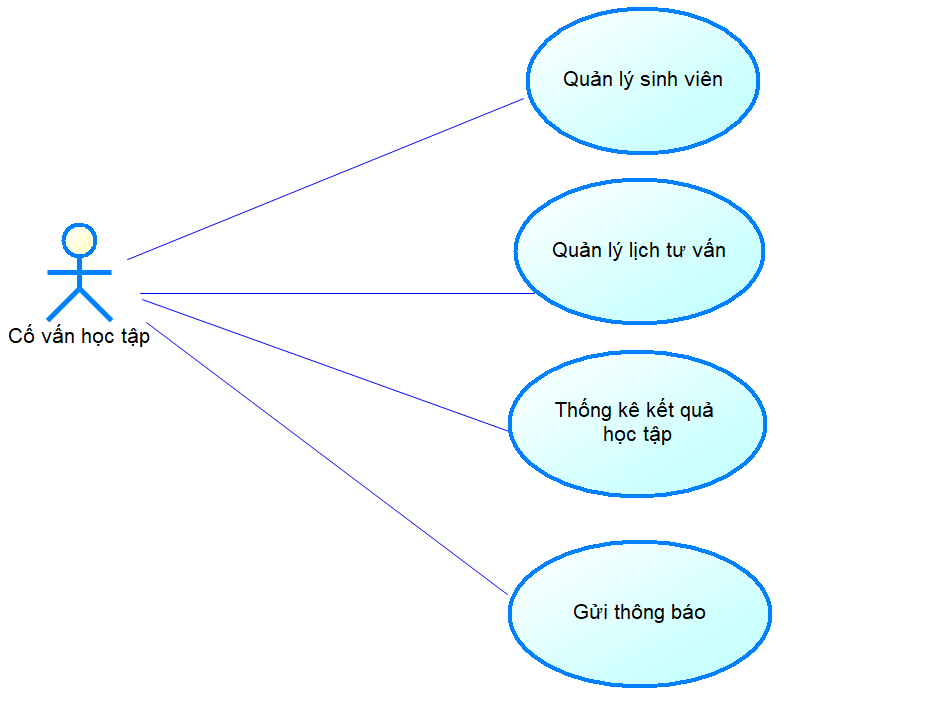 Quản lý sinh viên
Quản lý lịch tư vấn
Cố vấn học tập
Thống kê kết quả
học tập
Gửi thông báo